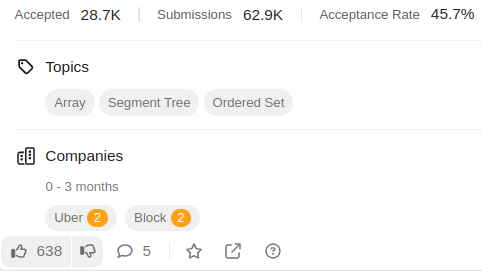 Accepted 28.7K Submissions 62.9K Acceptance Rate 45.7%
Topics
Array Segment Tree Ordered Set
Companies
0 - 3 months
Uber 2 Block 2
638 5